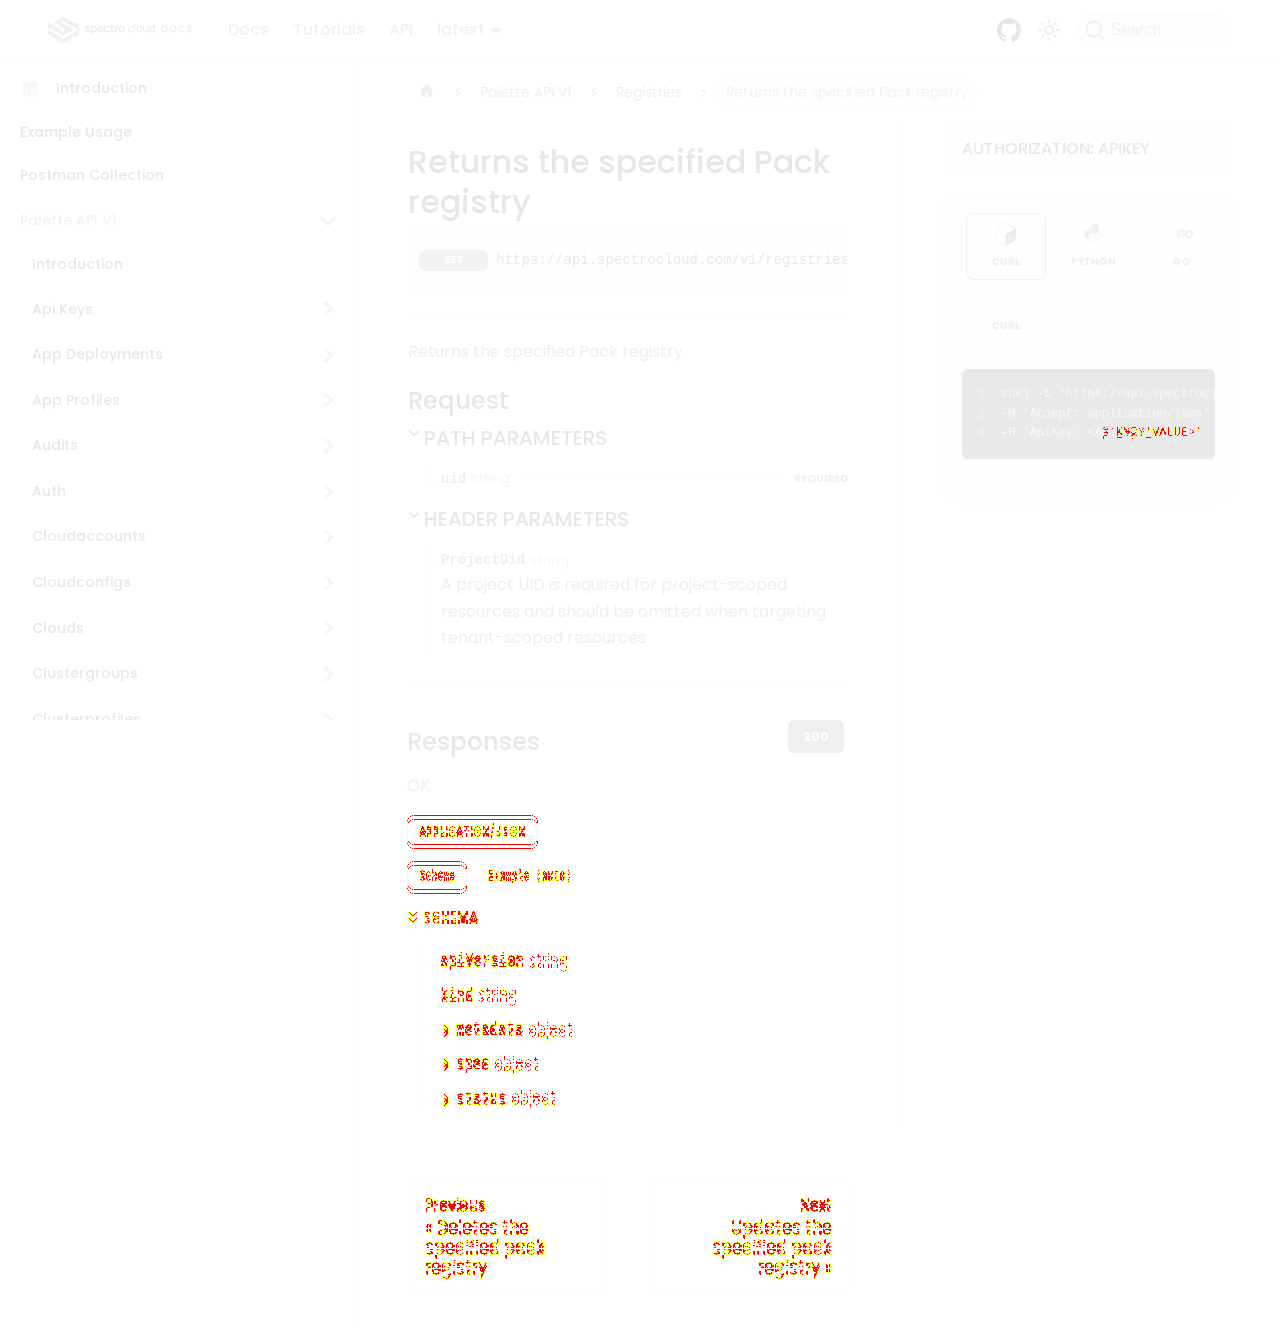 spectro cloud DOCS
Docs
Tutorials
API
latest
Search
Introduction
Example Usage
Postman Collection
Palette API V1
Introduction
Api Keys
App Deployments
App Profiles
Audits
Auth
Cloudaccounts
Cloudconfigs
Clouds
Clustergroups
Clusterprofiles
Palette API V1
Registries
Returns the specified Pack registry
Returns the specified Pack
registry
GET https://api.spectrocloud.com/v1/registries
Returns the specified Pack registry
Request
PATH PARAMETERS
uid string REQUIRED
HEADER PARAMETERS
ProjectUid string
A project UID is required for project-scoped
resources and should be omitted when targeting
tenant-scoped resources
Responses
200
OK
APPLICATION/JSON
Schema
Example (auto)
SCHEMA
apiVersion string
kind string
metadata object
spec object
status object
Previous
« Deletes the
specified pack
registry
Next
Updates the
specified pack
registry »
AUTHORIZATION: APIKEY
CURL
PYTHON
-GO
GO
CURL
1 curl -L 'https://api.spectrocl
2 -H 'Accept: application/json'
3 -H 'ApiKey: <A VALUE>'